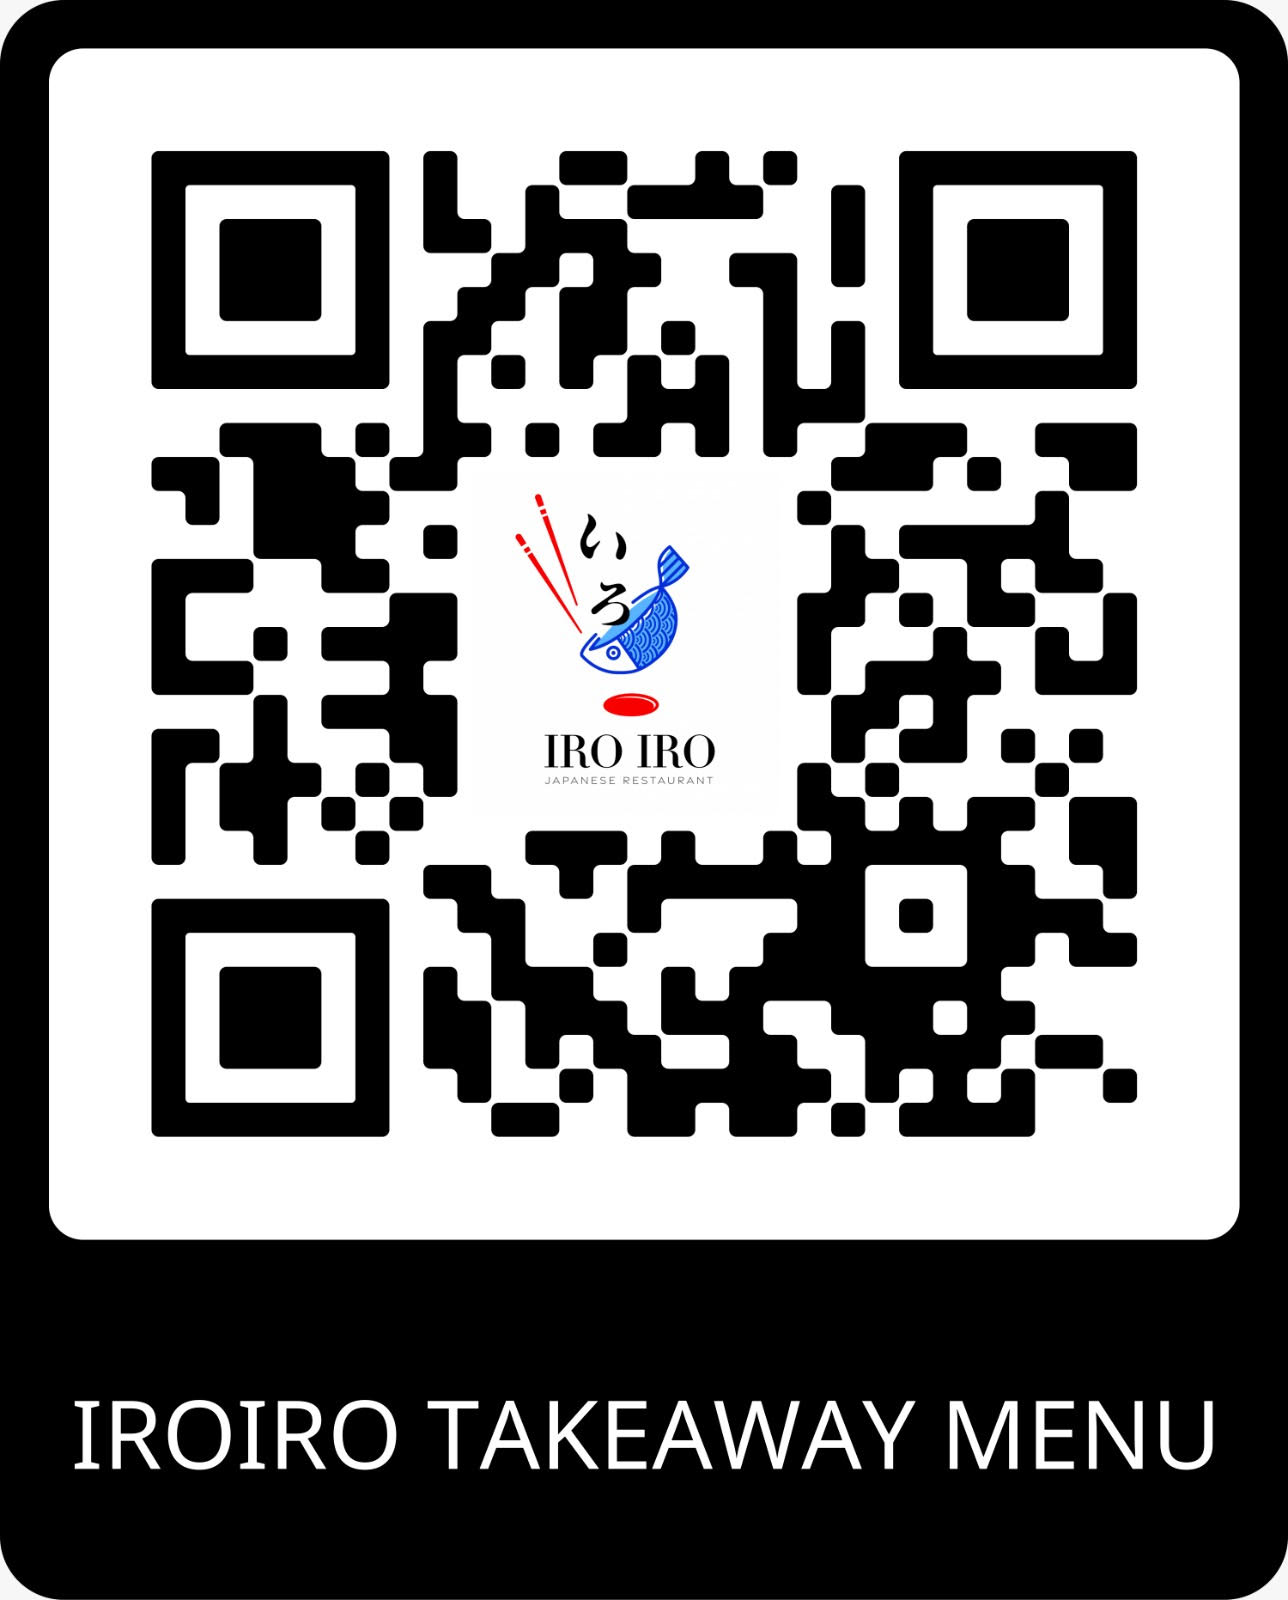 い
ろ
IRO IRO
JAPANESE RESTAURANT
IROIRO TAKEAWAY MENU